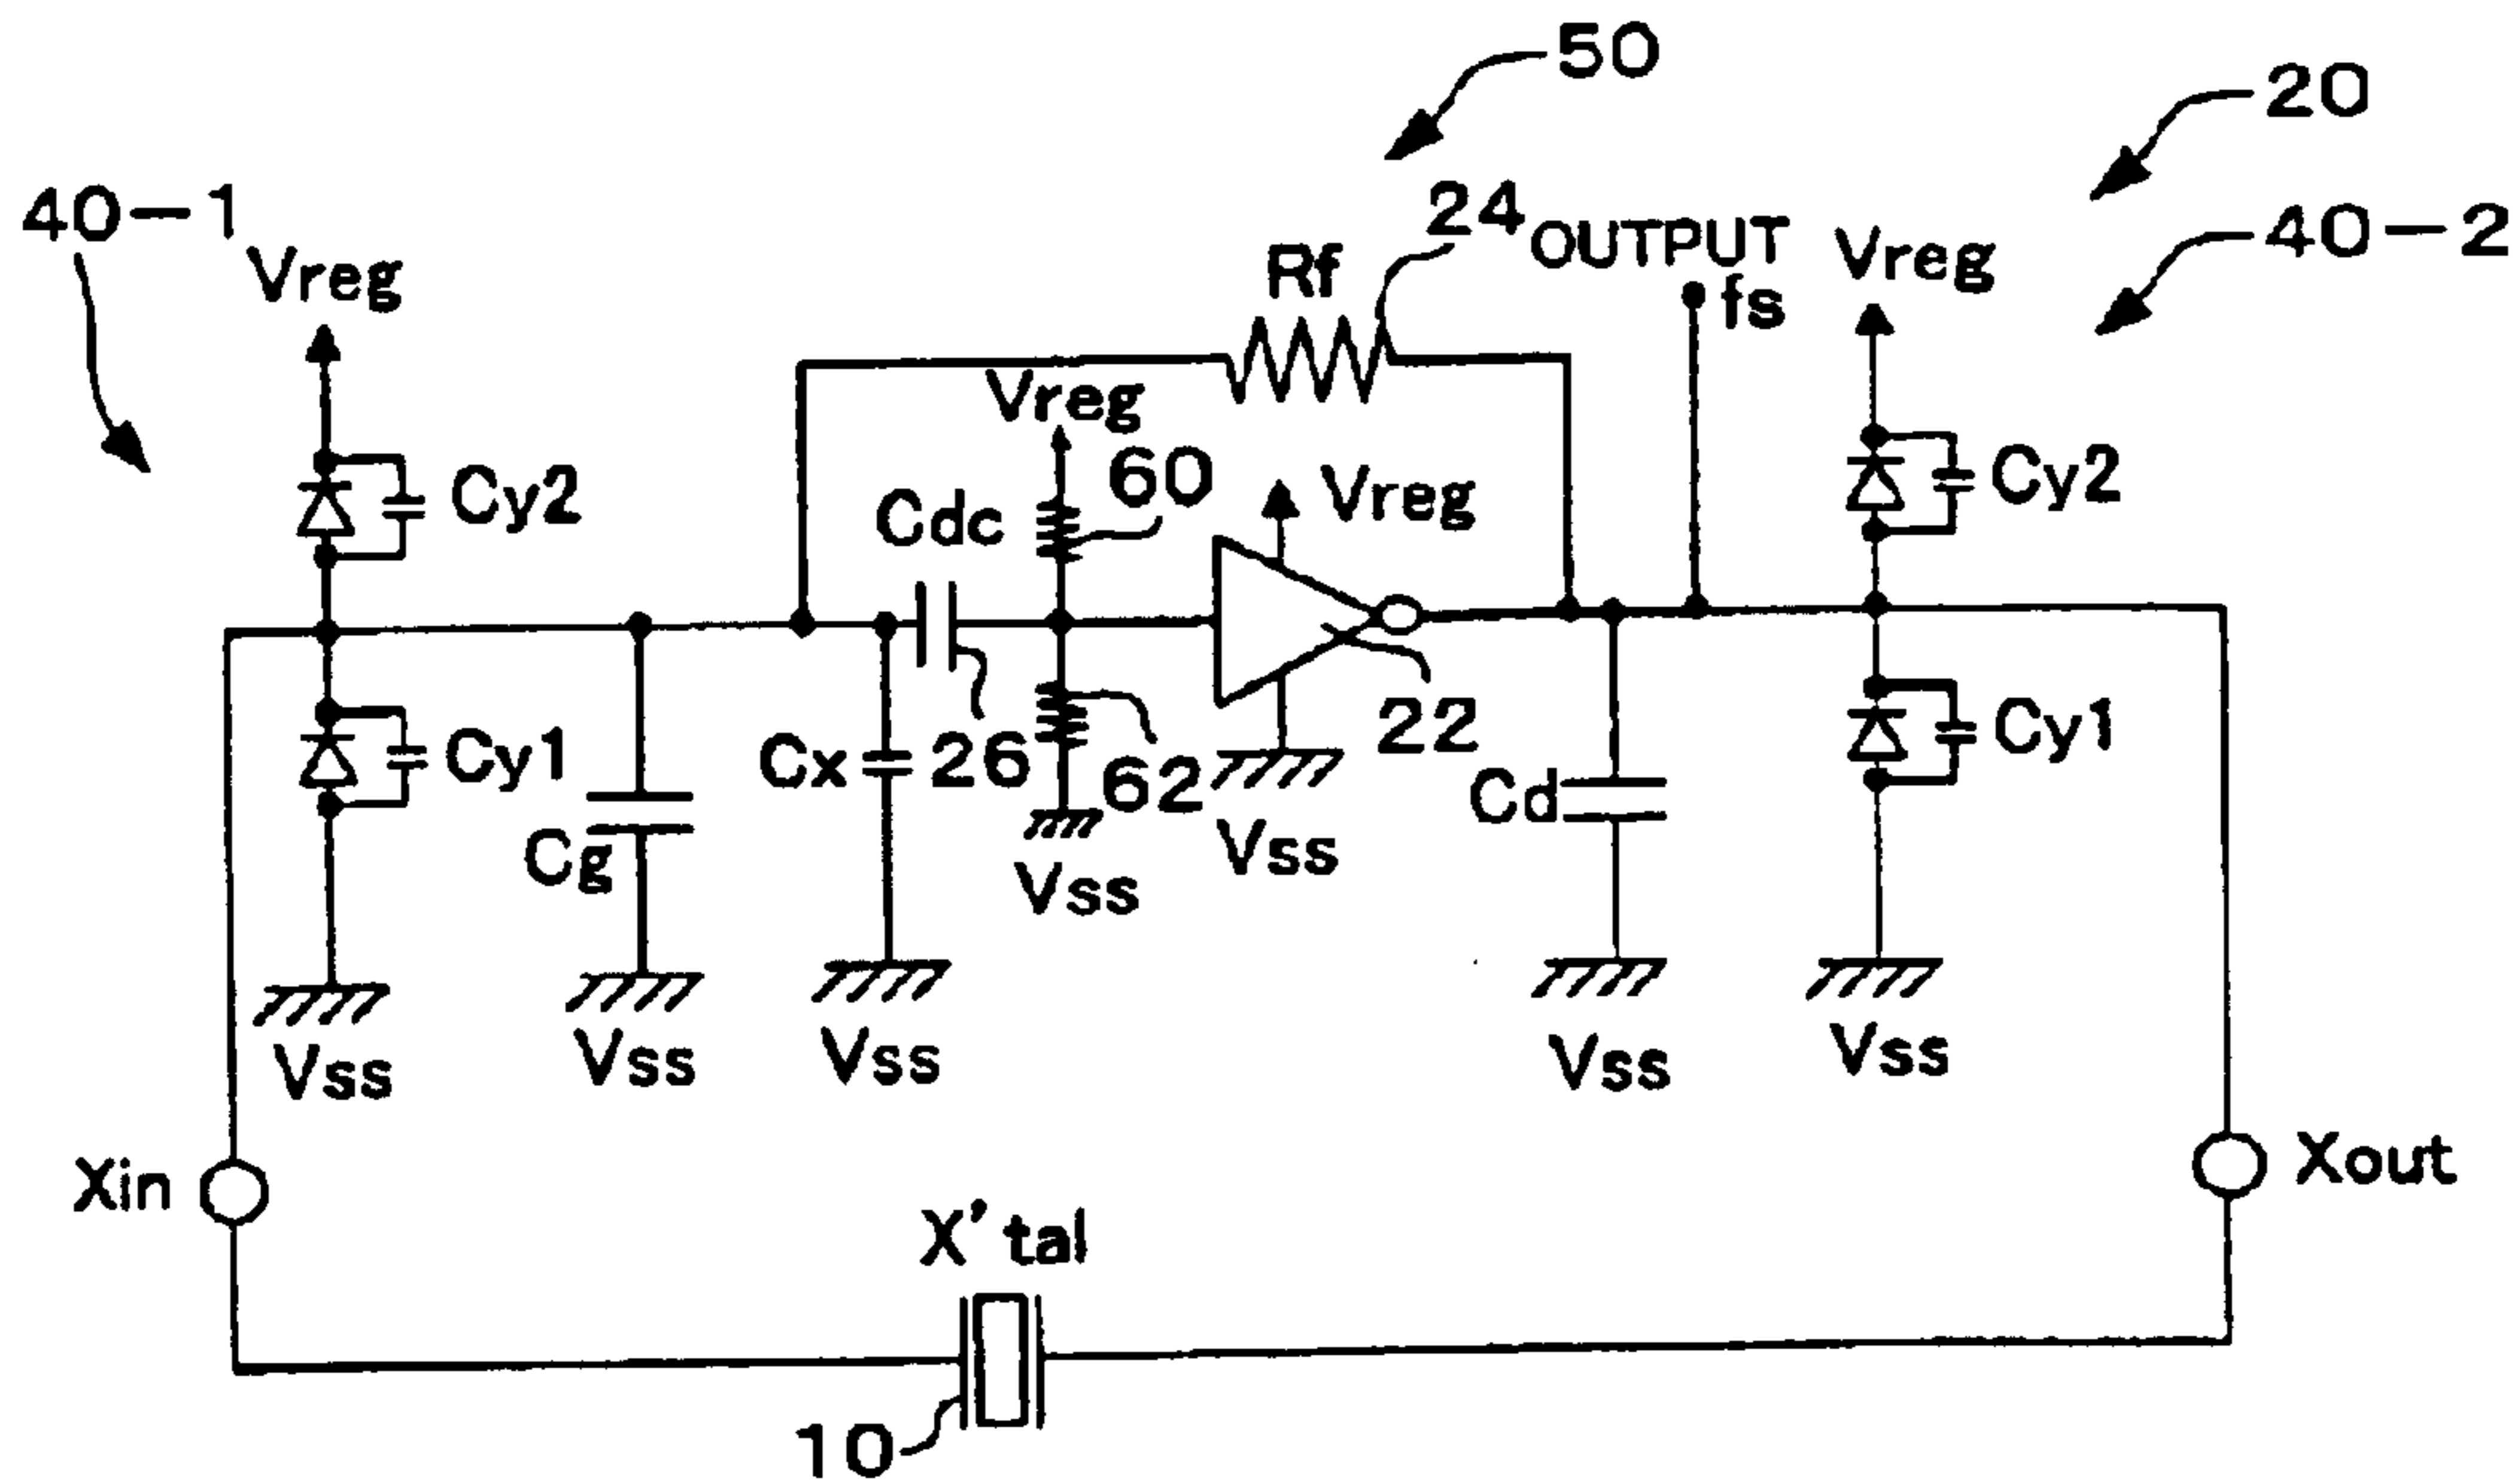 50
20
40-1
Vreg
24
OUTPUT
fs
Rf
Vreg
40-2
Vreg
60
Vreg
Cy2
Cdc
Cy2
Cy1
Cx
26
62
22
Cy1
Cd
Cg
Vss
Vss
Vss
Vss
Vss
Vss
Vss
Xin
Xout
X'tal
10